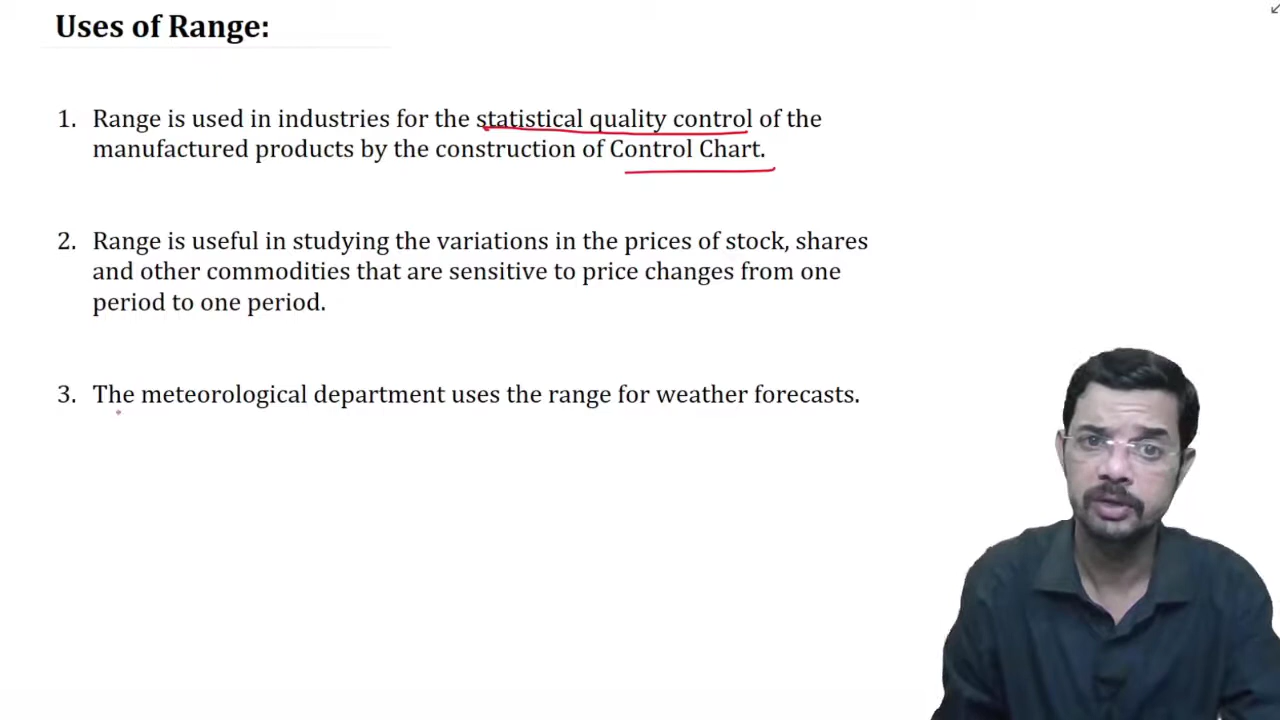 Uses of Range:
1. Range is used in industries for the statistical quality control of the
manufactured products by the construction of Control Chart.
2. Range is useful in studying the variations in the prices of stock, shares
and other commodities that are sensitive to price changes from one
period to one period.
3. The meteorological department uses the range for weather forecasts.